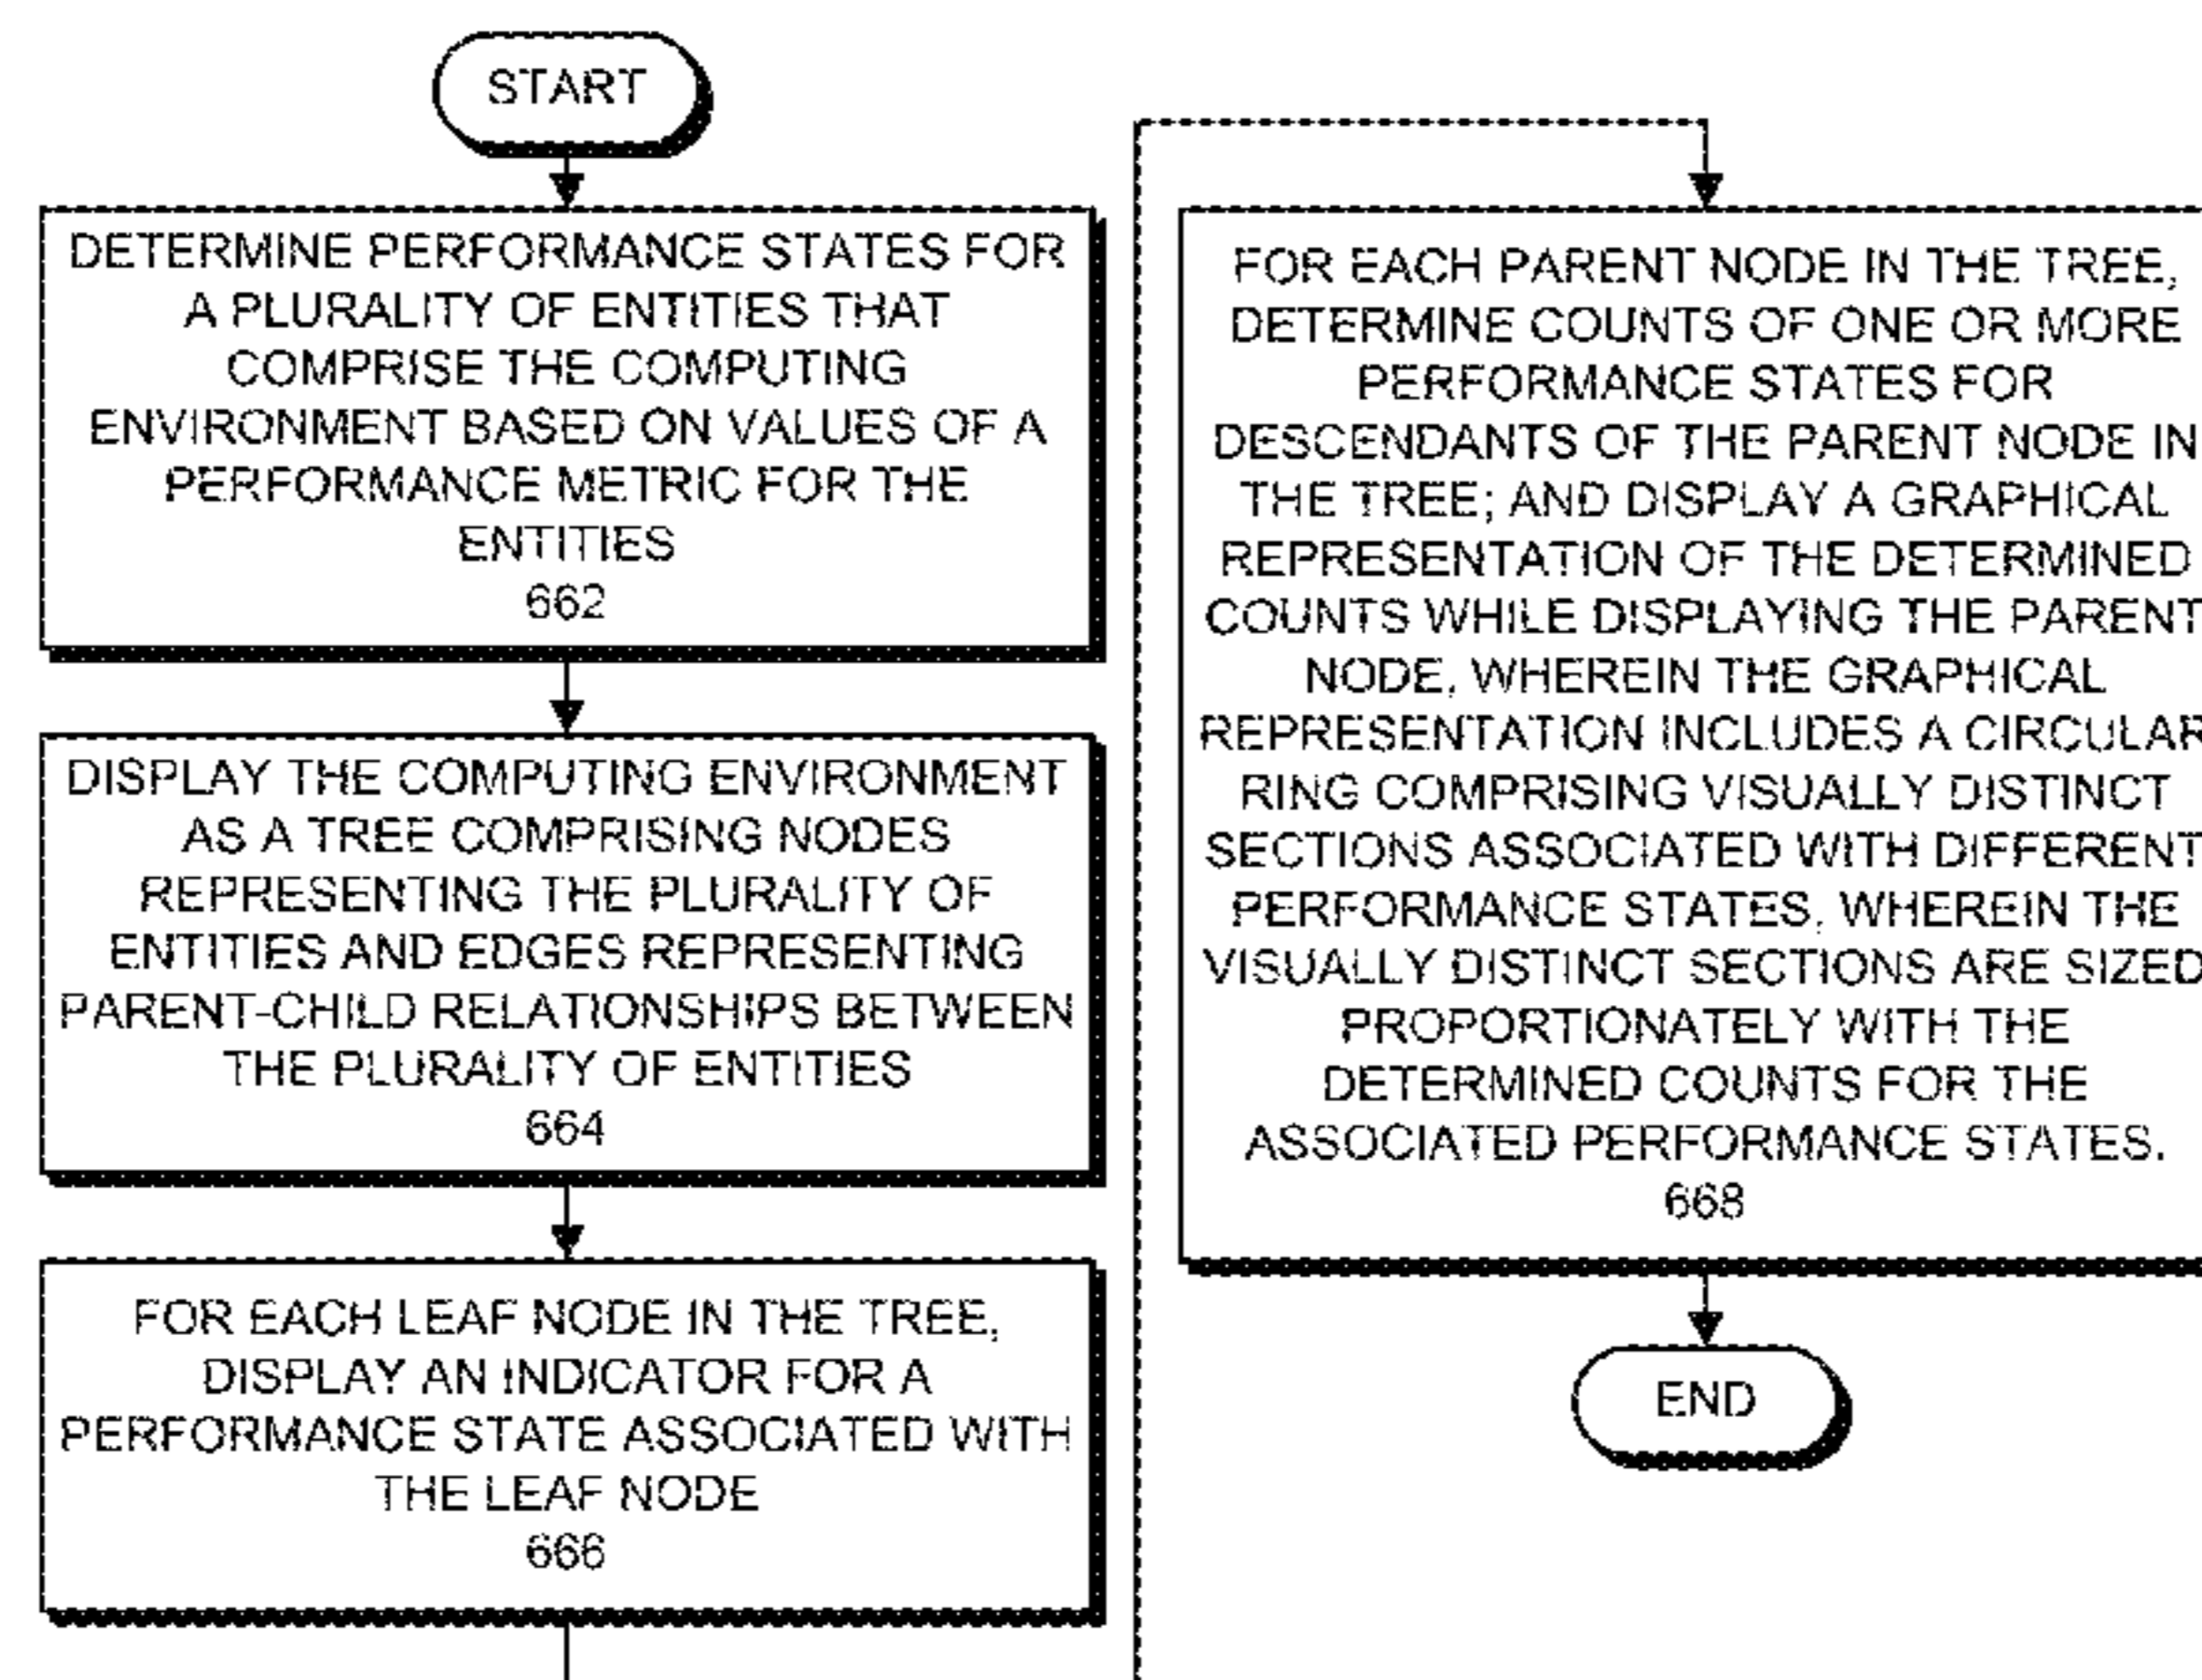 START
DETERMINE PERFORMANCE STATES FOR
A PLURALITY OF ENTITIES THAT
COMPRISE THE COMPUTING
ENVIRONMENT BASED ON VALUES OF A
PERFORMANCE METRIC FOR THE
ENTITIES
662
DISPLAY THE COMPUTING ENVIRONMENT
AS A TREE COMPRISING NODES
REPRESENTING THE PLURALITY OF
ENTITIES AND EDGES REPRESENTING
PARENT-CHILD RELATIONSHIPS BETWEEN
THE PLURALITY OF ENTITIES
664
FOR EACH LEAF NODE IN THE TREE,
DISPLAY AN INDICATOR FOR A
PERFORMANCE STATE ASSOCIATED WITH
THE LEAF NODE
666
FOR EACH PARENT NODE IN THE TREE,
DETERMINE COUNTS OF ONE OR MORE
PERFORMANCE STATES FOR
DESCENDANTS OF THE PARENT NODE IN
THE TREE; AND DISPLAY A GRAPHICAL
REPRESENTATION OF THE DETERMINED
COUNTS WHILE DISPLAYING THE PARENT
NODE, WHEREIN THE GRAPHICAL
REPRESENTATION INCLUDES A CIRCULAR
RING COMPRISING VISUALLY DISTINCT
SECTIONS ASSOCIATED WITH DIFFERENT
PERFORMANCE STATES, WHEREIN THE
VISUALLY DISTINCT SECTIONS ARE SIZED
PROPORTIONATELY WITH THE
DETERMINED COUNTS FOR THE
ASSOCIATED PERFORMANCE STATES.
668
END